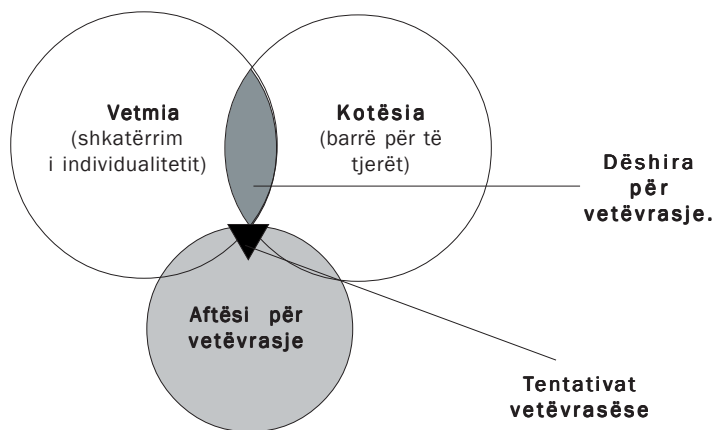 Vetmia
(shkatërrim
i individualitetit)
Kotësia
(barrë për të
tjerët)
Dëshira
për
vetëvrasje.
Aftësi për
vetëvrasje
Tentativat
vetëvrasëse